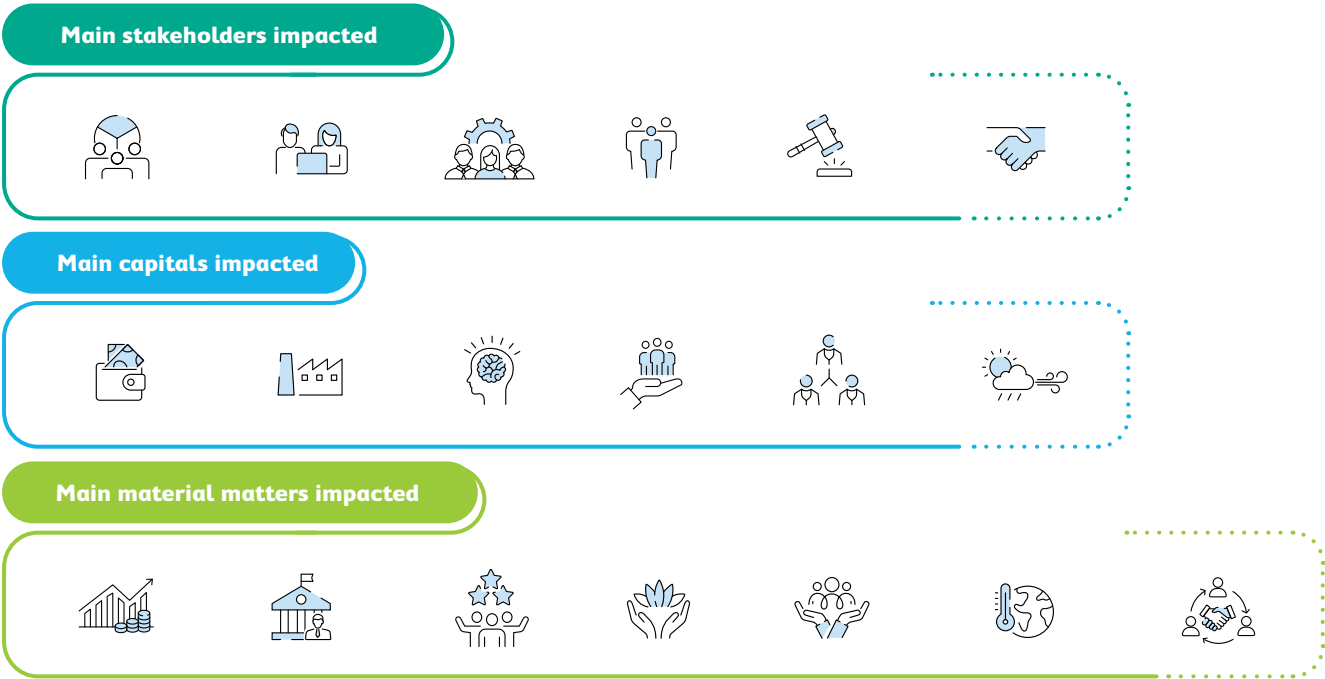 Main stakeholders impacted
Main capitals impacted
Main material matters impacted